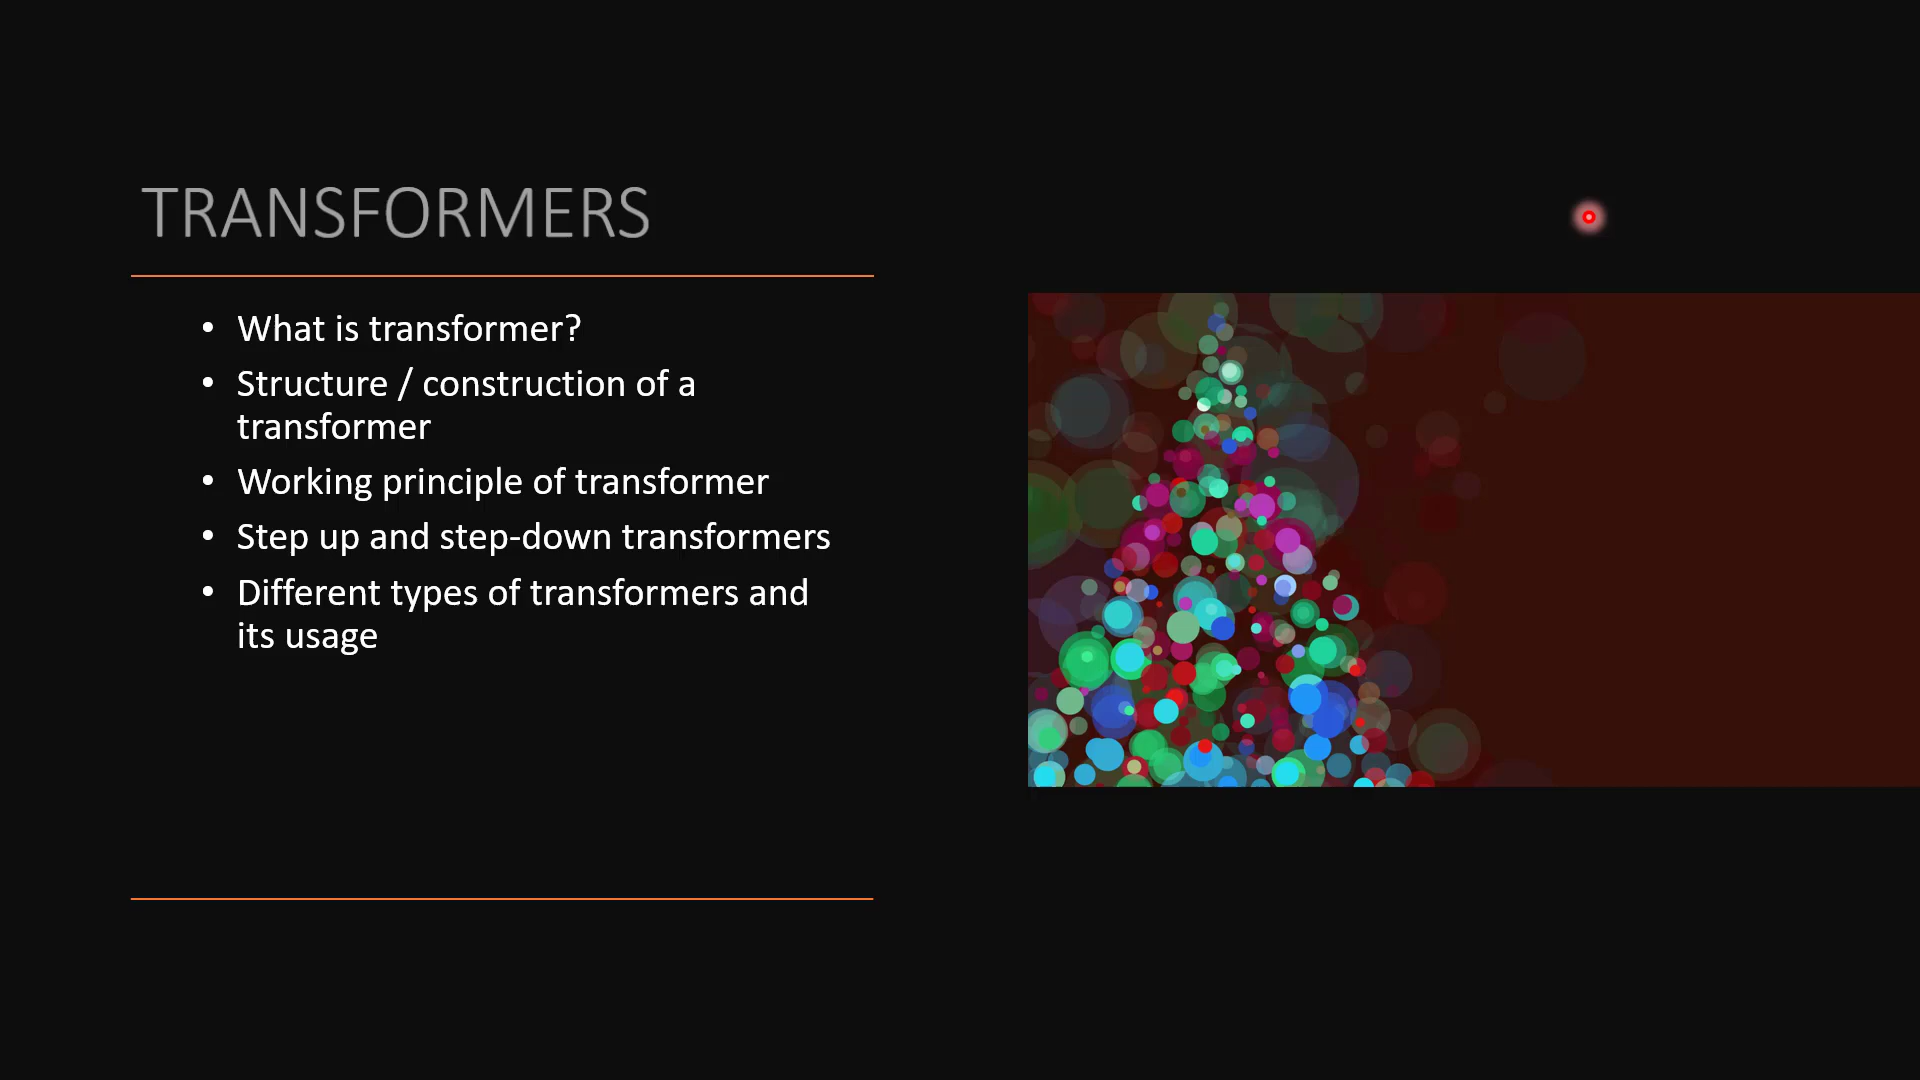 TRANSFORMERS
• What is transformer?
• Structure / construction of a
transformer
• Working principle of transformer
• Step up and step-down transformers
• Different types of transformers and
its usage